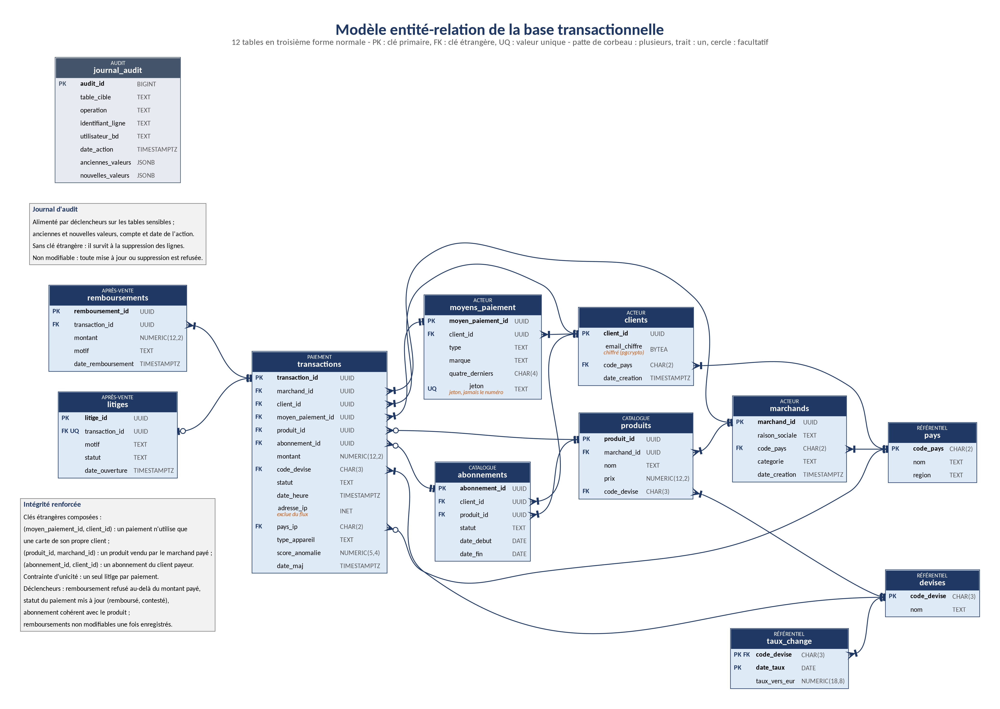 Modèle entité-relation de la base transactionnelle
12 tables en troisième forme normale - PK : clé primaire, FK : clé étrangère, UQ : valeur unique - patte de corbeau : plusieurs, trait : un, cercle : facultatif
AUDIT
journal_audit
PK audit_id BIGINT
table_cible TEXT
operation TEXT
identifiant_ligne TEXT
utilisateur_bd TEXT
date_action TIMESTAMPTZ
anciennes_valeurs JSONB
nouvelles_valeurs JSONB
Journal d'audit
Alimenté par déclencheurs sur les tables sensibles ;
anciennes et nouvelles valeurs, compte et date de l'action.
Sans clé étrangère : il survit à la suppression des lignes.
Non modifiable : toute mise à jour ou suppression est refusée.
APRÈS-VENTE
remboursements
PK remboursement_id UUID
FK transaction_id UUID
montant NUMERIC(12,2)
motif TEXT
date_remboursement TIMESTAMPTZ
APRÈS-VENTE
litiges
PK litige_id UUID
FK UQ transaction_id UUID
motif TEXT
statut TEXT
date_ouverture TIMESTAMPTZ
Intégrité renforcée
Clés étrangères composées :
(moyen_paiement_id, client_id) : un paiement n'utilise que
une carte de son propre client ;
(produit_id, marchand_id) : un produit vendu par le marchand payé ;
(abonnement_id, client_id) : un abonnement du client payeur.
Contrainte d'unicité : un seul litige par paiement.
Déclencheurs : remboursement refusé au-delà du montant payé,
statut du paiement mis à jour (remboursé, contesté),
abonnement cohérent avec le produit ;
remboursements non modifiables une fois enregistrés.
PAIEMENT
transactions
PK transaction_id UUID
FK marchand_id UUID
FK client_id UUID
FK moyen_paiement_id UUID
FK produit_id UUID
FK abonnement_id UUID
montant NUMERIC(12,2)
FK code_devise CHAR(3)
statut TEXT
date_heure TIMESTAMPTZ
adresse_ip INET
exclue du flux
FK pays_ip CHAR(2)
type_appareil TEXT
score_anomalie NUMERIC(5,4)
date_maj TIMESTAMPTZ
ACTEUR
moyens_paiement
PK moyen_paiement_id UUID
FK client_id UUID
type TEXT
marque TEXT
quatre_derniers CHAR(4)
UQ jeton TEXT
jeton, jamais le numéro
CATALOGUE
abonnements
PK abonnement_id UUID
FK client_id UUID
FK produit_id UUID
statut TEXT
date_debut DATE
date_fin DATE
ACTEUR
clients
PK client_id UUID
email_chiffre BYTEA
chiffré (pgcrypto)
FK code_pays CHAR(2)
date_creation TIMESTAMPTZ
CATALOGUE
produits
PK produit_id UUID
FK marchand_id UUID
nom TEXT
prix NUMERIC(12,2)
FK code_devise CHAR(3)
ACTEUR
marchands
PK marchand_id UUID
raison_sociale TEXT
FK code_pays CHAR(2)
categorie TEXT
date_creation TIMESTAMPTZ
RÉFÉRENTIEL
pays
PK code_pays CHAR(2)
nom TEXT
region TEXT
RÉFÉRENTIEL
devises
PK code_devise CHAR(3)
nom TEXT
RÉFÉRENTIEL
taux_change
PK FK code_devise CHAR(3)
PK date_taux DATE
taux_vers_eur NUMERIC(18,8)